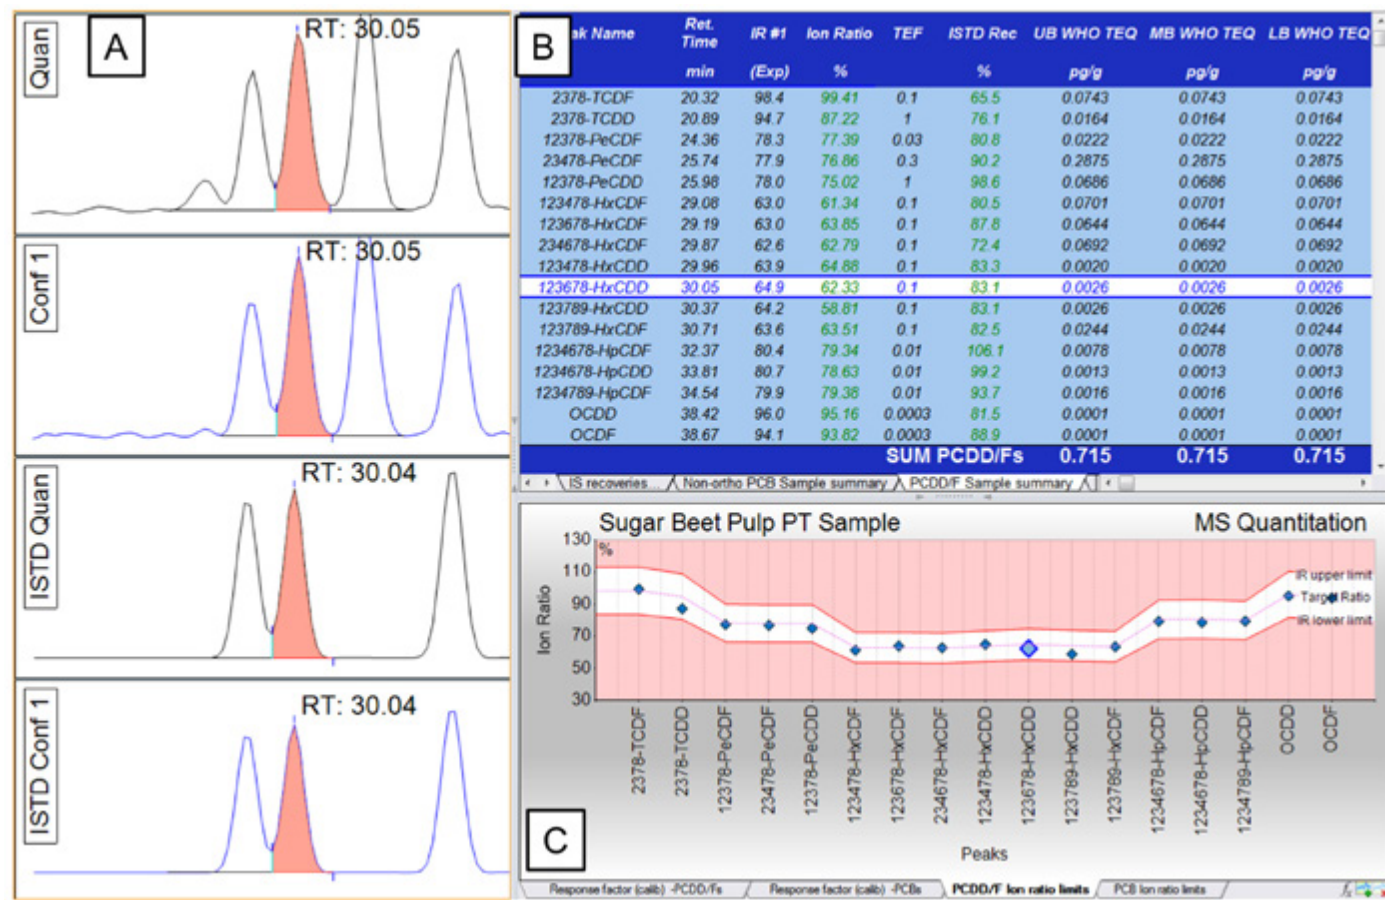 A
Quan
RT: 30.05
Conf 1
RT: 30.05
ISTD Quan
RT: 30.04
ISTD Conf 1
RT: 30.04
B
ak Name Ret. Time IR #1 Ion Ratio TEF ISTD Rec UB WHO TEQ MB WHO TEQ LB WHO TEQ
min (Exp) % % pg/g pg/g pg/g
2378-TCDF 20.32 98.4 99.41 0.1 65.5 0.0743 0.0743 0.0743
2378-TCDD 20.89 94.7 87.22 1 76.1 0.0164 0.0164 0.0164
12378-PeCDF 24.36 78.3 77.39 0.03 80.8 0.0222 0.0222 0.0222
23478-PeCDF 25.74 77.9 76.86 0.3 90.2 0.2875 0.2875 0.2875
12378-PeCDD 25.98 78.0 75.02 1 98.6 0.0686 0.0686 0.0686
123478-HxCDF 29.08 63.0 61.34 0.1 80.5 0.0701 0.0701 0.0701
123678-HxCDF 29.19 63.0 63.85 0.1 87.8 0.0644 0.0644 0.0644
234678-HxCDF 29.87 62.6 62.79 0.1 72.4 0.0692 0.0692 0.0692
123478-HxCDD 29.96 63.9 64.88 0.1 83.3 0.0020 0.0020 0.0020
123678-HxCDD 30.05 64.9 62.33 0.1 83.1 0.0026 0.0026 0.0026
123789-HxCDD 30.37 64.2 58.81 0.1 83.1 0.0026 0.0026 0.0026
123789-HxCDF 30.71 63.6 63.51 0.1 82.5 0.0244 0.0244 0.0244
1234678-HpCDF 32.37 80.4 79.34 0.01 106.1 0.0078 0.0078 0.0078
1234678-HpCDD 33.81 80.7 78.63 0.01 99.2 0.0013 0.0013 0.0013
1234789-HpCDF 34.54 79.9 79.38 0.01 93.7 0.0016 0.0016 0.0016
OCDD 38.42 96.0 95.16 0.0003 81.5 0.0001 0.0001 0.0001
OCDF 38.67 94.1 93.82 0.0003 88.9 0.0001 0.0001 0.0001
SUM PCDD/Fs 0.715 0.715 0.715
IS recoveries... Non-ortho PCB Sample summary PCDD/F Sample summary
Sugar Beet Pulp PT Sample MS Quantitation
%
130
110
90
70
50
30
Ion Ratio
IR upper limit
Target Ratio
IR lower limit
2378-TCDF
2378-TCDD
12378-PeCDF
23478-PeCDF
12378-PeCDD
123478-HxCDF
123678-HxCDF
234678-HxCDF
123478-HxCDD
123678-HxCDD
123789-HxCDD
123789-HxCDF
1234678-HpCDF
1234678-HpCDD
1234789-HpCDF
OCDD
OCDF
C
Peaks
Response factor (calib) -PCDD/Fs Response factor (calib) -PCBs PCDD/F Ion ratio limits PCB Ion ratio limits